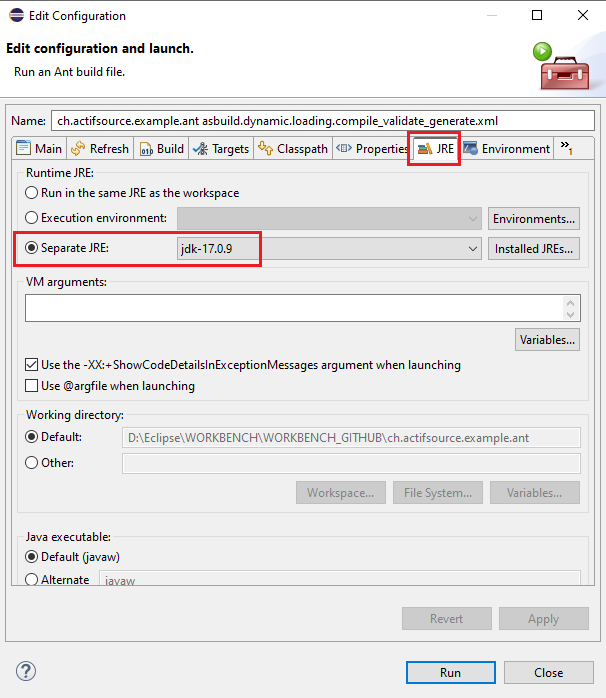 Edit Configuration
Edit configuration and launch.
Run an Ant build file.
Name: ch.actifsource.example.ant asbuild.dynamic.loading.compile_validate_generate.xml
Main Refresh Build Targets Classpath Properties JRE Environment »1
Runtime JRE:
Run in the same JRE as the workspace
Execution environment: Environments...
Separate JRE: jdk-17.0.9 Installed JREs...
VM arguments:
Variables...
Use the -XX:+ShowCodeDetailsInExceptionMessages argument when launching
Use @argfile when launching
Working directory:
Default: D:\Eclipse\WORKBENCH\WORKBENCH_GITHUB\ch.actifsource.example.ant
Other:
Workspace... File System... Variables...
Java executable:
Default (javaw)
Alternate javaw
Revert Apply
? Run Close